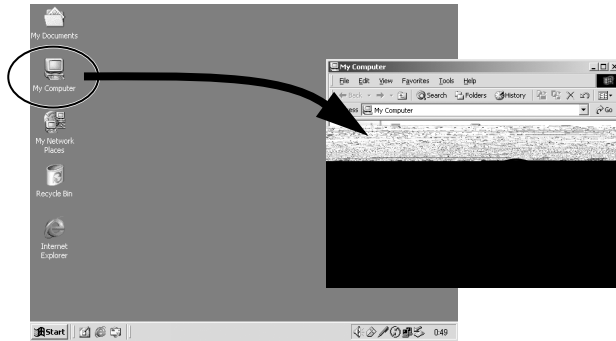 My Documents
My Computer
My Network
Places
Recycle Bin
Internet
Explorer
Start
0:49
My Computer
File Edit View Favorites Tools Help
Back Search Folders History
My Computer
Go